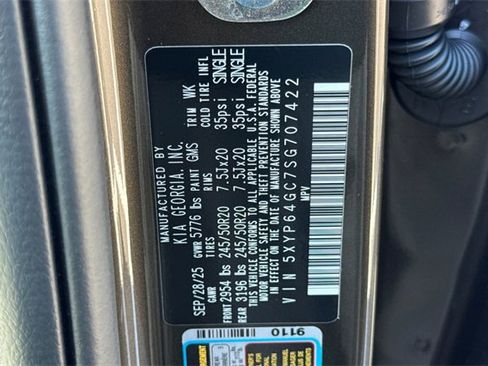 MANUFACTURED BY
KIA GEORGIA, INC.
SEP/28/25 GVWR 5776 lbs PAINT GMS TRIM WK
GAWR TIRES RIMS COLD TIRE INFL
FRONT 2954 lbs 245/50R20 7.5Jx20 35psi SINGLE
REAR 3196 lbs 245/50R20 7.5Jx20 35psi SINGLE
THIS VEHICLE CONFORMS TO ALL APPLICABLE U.S.A. FEDERAL
MOTOR VEHICLE SAFETY AND THEFT PREVENTION STANDARDS
IN EFFECT ON THE DATE OF MANUFACTURE SHOWN ABOVE
VIN 5XYP64GC7SG707422
MPV
9110